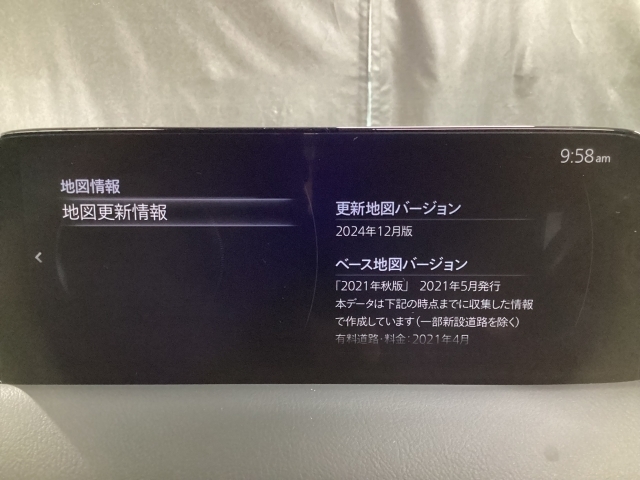 9:58am
地図情報
地図更新情報
更新地図バージョン
2024年12月版
ベース地図バージョン
「2021年秋版」 2021年5月発行
本データは下記の時点までに収集した情報
で作成しています(一部新設道路を除く)
有料道路・料金:2021年4月